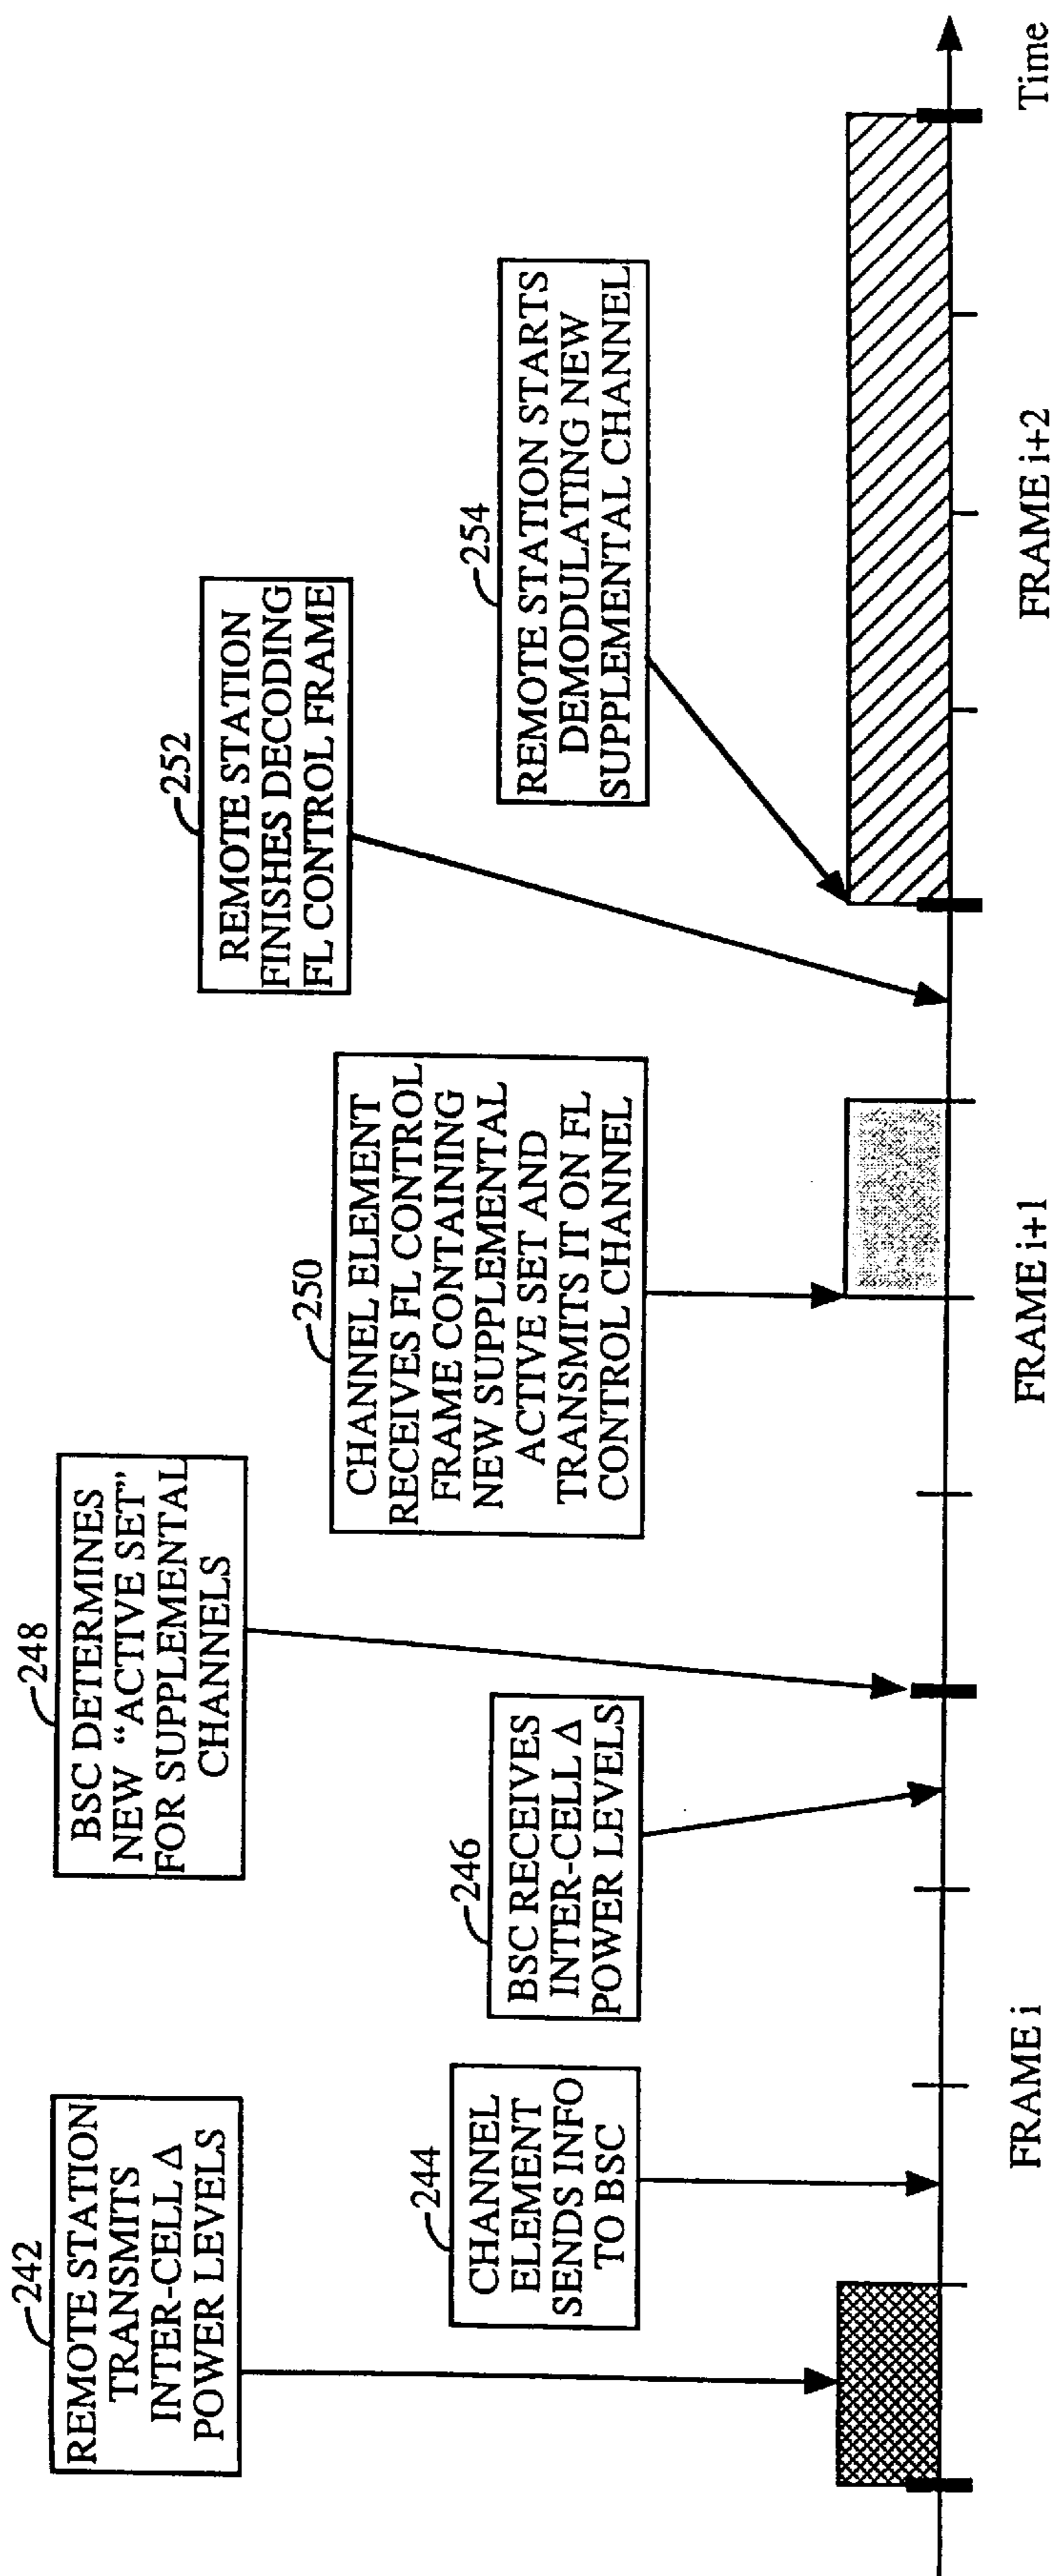 242
REMOTE STATION
TRANSMITS
INTER-CELL Δ
POWER LEVELS
244
CHANNEL
ELEMENT
SENDS INFO
TO BSC
246
BSC RECEIVES
INTER-CELL Δ
POWER LEVELS
248
BSC DETERMINES
NEW “ACTIVE SET”
FOR SUPPLEMENTAL
CHANNELS
250
CHANNEL ELEMENT
RECEIVES FL CONTROL
FRAME CONTAINING
NEW SUPPLEMENTAL
ACTIVE SET AND
TRANSMITS IT ON FL
CONTROL CHANNEL
252
REMOTE STATION
FINISHES DECODING
FL CONTROL FRAME
254
REMOTE STATION STARTS
DEMODULATING NEW
SUPPLEMENTAL CHANNEL
FRAME i
FRAME i+1
FRAME i+2
Time